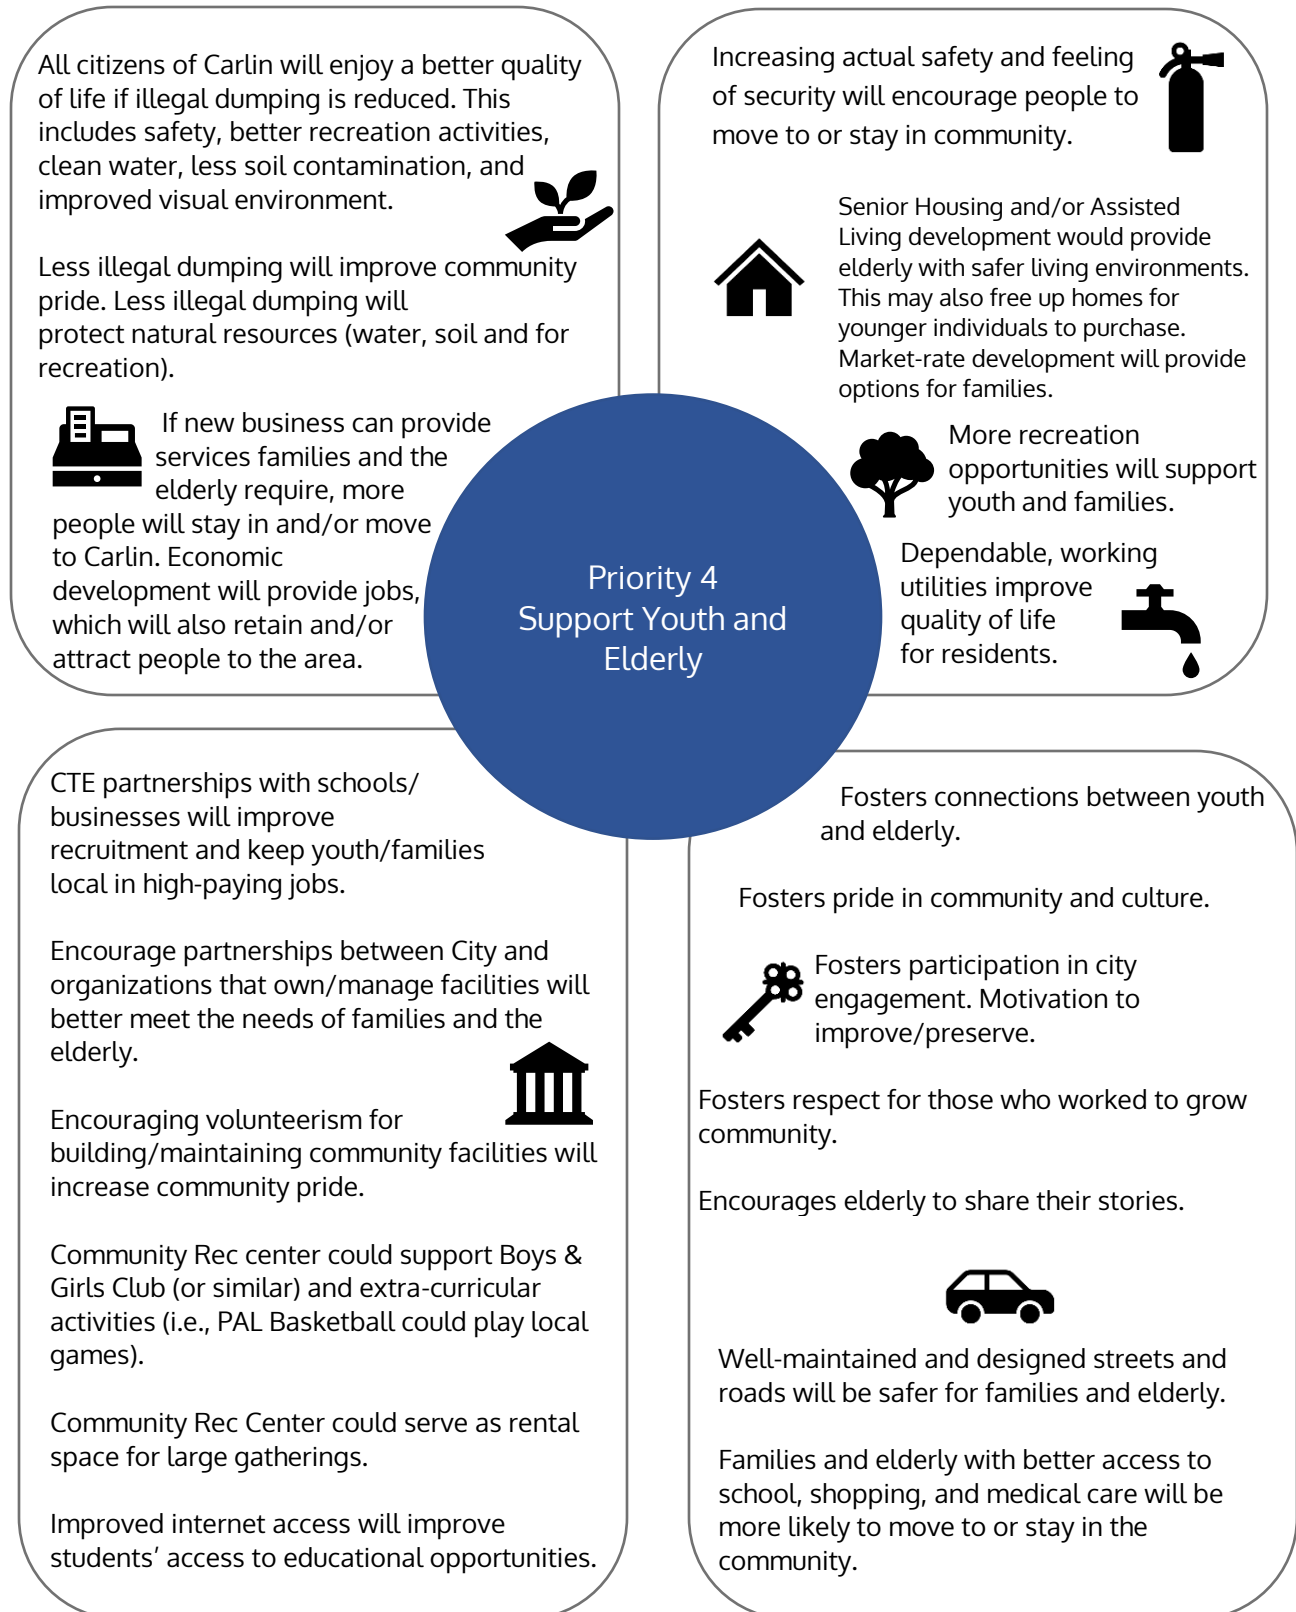 All citizens of Carlin will enjoy a better quality
of life if illegal dumping is reduced. This
includes safety, better recreation activities,
clean water, less soil contamination, and
improved visual environment.
Less illegal dumping will improve community
pride. Less illegal dumping will
protect natural resources (water, soil and for
recreation).
If new business can provide
services families and the
elderly require, more
people will stay in and/or move
to Carlin. Economic
development will provide jobs,
which will also retain and/or
attract people to the area.
Increasing actual safety and feeling
of security will encourage people to
move to or stay in community.
Senior Housing and/or Assisted
Living development would provide
elderly with safer living environments.
This may also free up homes for
younger individuals to purchase.
Market-rate development will provide
options for families.
More recreation
opportunities will support
youth and families.
Dependable, working
utilities improve
quality of life
for residents.
Priority 4
Support Youth and
Elderly
CTE partnerships with schools/
businesses will improve
recruitment and keep youth/families
local in high-paying jobs.
Encourage partnerships between City and
organizations that own/manage facilities will
better meet the needs of families and the
elderly.
Encouraging volunteerism for
building/maintaining community facilities will
increase community pride.
Community Rec center could support Boys &
Girls Club (or similar) and extra-curricular
activities (i.e., PAL Basketball could play local
games).
Community Rec Center could serve as rental
space for large gatherings.
Improved internet access will improve
students’ access to educational opportunities.
Fosters connections between youth
and elderly.
Fosters pride in community and culture.
Fosters participation in city
engagement. Motivation to
improve/preserve.
Fosters respect for those who worked to grow
community.
Encourages elderly to share their stories.
Well-maintained and designed streets and
roads will be safer for families and elderly.
Families and elderly with better access to
school, shopping, and medical care will be
more likely to move to or stay in the
community.